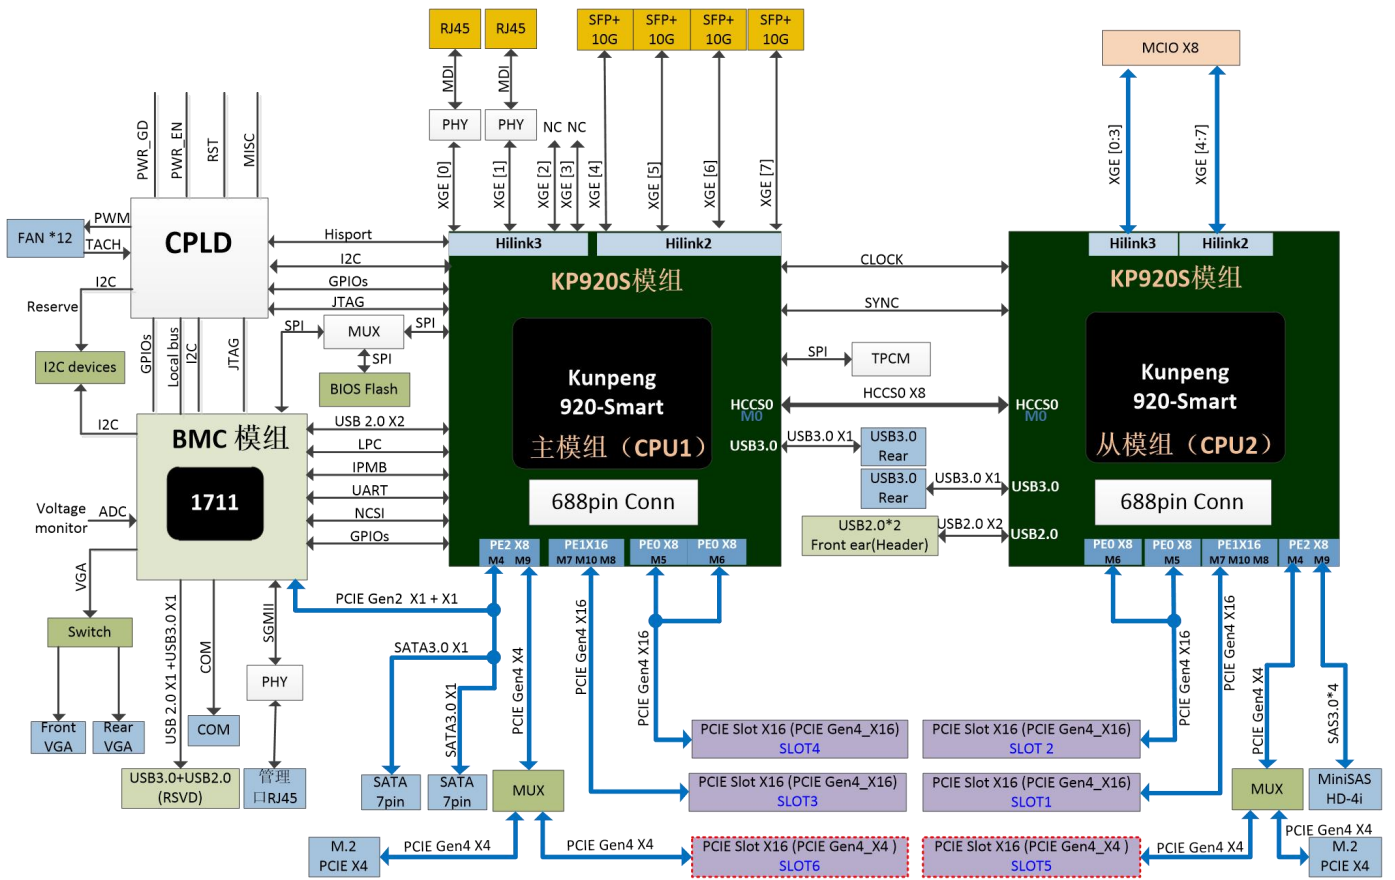 RJ45
RJ45
SFP+
10G
SFP+
10G
SFP+
10G
SFP+
10G
MCIO X8
MDI
MDI
PHY
PHY
NC
NC
XGE [0]
XGE [1]
XGE [2]
XGE [3]
XGE [4]
XGE [5]
XGE [6]
XGE [7]
XGE [0:3]
XGE [4:7]
PWR_GD
PWR_EN
RST
MISC
FAN *12
PWM
TACH
CPLD
I2C
Reserve
I2C devices
I2C
Hisport
I2C
GPIOs
JTAG
SPI
MUX
SPI
SPI
BIOS Flash
GPIOs
Local bus
I2C
JTAG
Hilink3
Hilink2
KP920S模组
Kunpeng
920-Smart
主模组（CPU1）
HCCS0
M0
USB3.0
688pin Conn
PE2 X8
M4 M9
PE1X16
M7 M10 M8
PE0 X8
M5
PE0 X8
M6
CLOCK
SYNC
SPI
TPCM
HCCS0 X8
USB3.0 X1
USB3.0
Rear
USB3.0
Rear
USB3.0 X1
USB2.0*2
Front ear(Header)
USB2.0 X2
Hilink3
Hilink2
KP920S模组
Kunpeng
920-Smart
从模组（CPU2）
HCCS0
M0
USB3.0
USB2.0
688pin Conn
PE0 X8
M6
PE0 X8
M5
PE1X16
M7 M10 M8
PE2 X8
M4 M9
BMC 模组
1711
USB 2.0 X2
LPC
IPMB
UART
NCSI
GPIOs
Voltage
monitor
ADC
VGA
Switch
Front
VGA
Rear
VGA
USB 2.0 X1 +USB3.0 X1
USB3.0+USB2.0
(RSVD)
COM
COM
SGMII
PHY
管理
口RJ45
PCIE Gen2 X1 + X1
SATA3.0 X1
SATA3.0 X1
SATA
7pin
SATA
7pin
PCIE Gen4 X4
MUX
PCIE Gen4 X16
PCIE Gen4 X16
M.2
PCIE X4
PCIE Gen4 X4
PCIE Gen4 X4
PCIE Slot X16 (PCIE Gen4_X16)
SLOT4
PCIE Slot X16 (PCIE Gen4_X16)
SLOT3
PCIE Slot X16 (PCIE Gen4_X4 )
SLOT6
PCIE Slot X16 (PCIE Gen4_X16)
SLOT 2
PCIE Slot X16 (PCIE Gen4_X16)
SLOT1
PCIE Slot X16 (PCIE Gen4_X4 )
SLOT5
PCIE Gen4 X16
PCIE Gen4 X16
PCIE Gen4 X4
SAS3.0*4
MUX
MiniSAS
HD-4i
PCIE Gen4 X4
PCIE Gen4 X4
M.2
PCIE X4